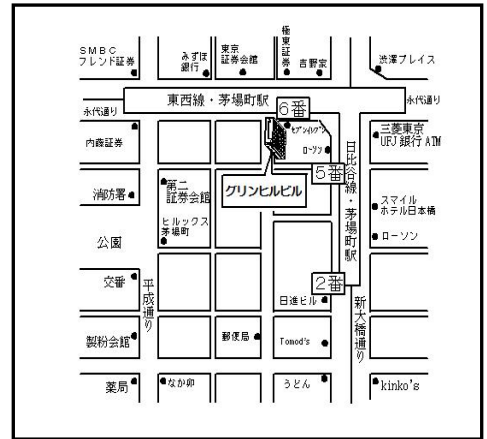 SMBC
フレンド証券
みずほ
銀行
東京
証券会館
極東証券
吉野家
渋澤プレイス
永代通り
東西線・茅場町駅
6番
永代通り
内藤証券
セブンイレブン
ローソン
三菱東京
UFJ銀行ATM
5番
日比谷線・茅場町駅
消防署
第二
証券会館
グリンヒルビル
スマイル
ホテル日本橋
ヒルックス
茅場町
ローソン
公園
交番
平成通り
日進ビル
2番
新大橋通り
製粉会館
郵便局
Tomod's
薬局
なか卯
うどん
kinko's